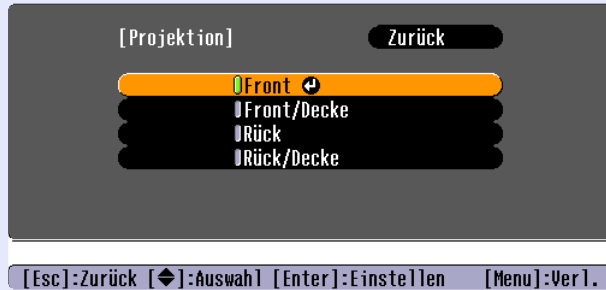 [Projektion] Zurück
Front
Front/Decke
Rück
Rück/Decke
[Esc]:Zurück [◆]:Auswahl [Enter]:Einstellen [Menu]:Verl.